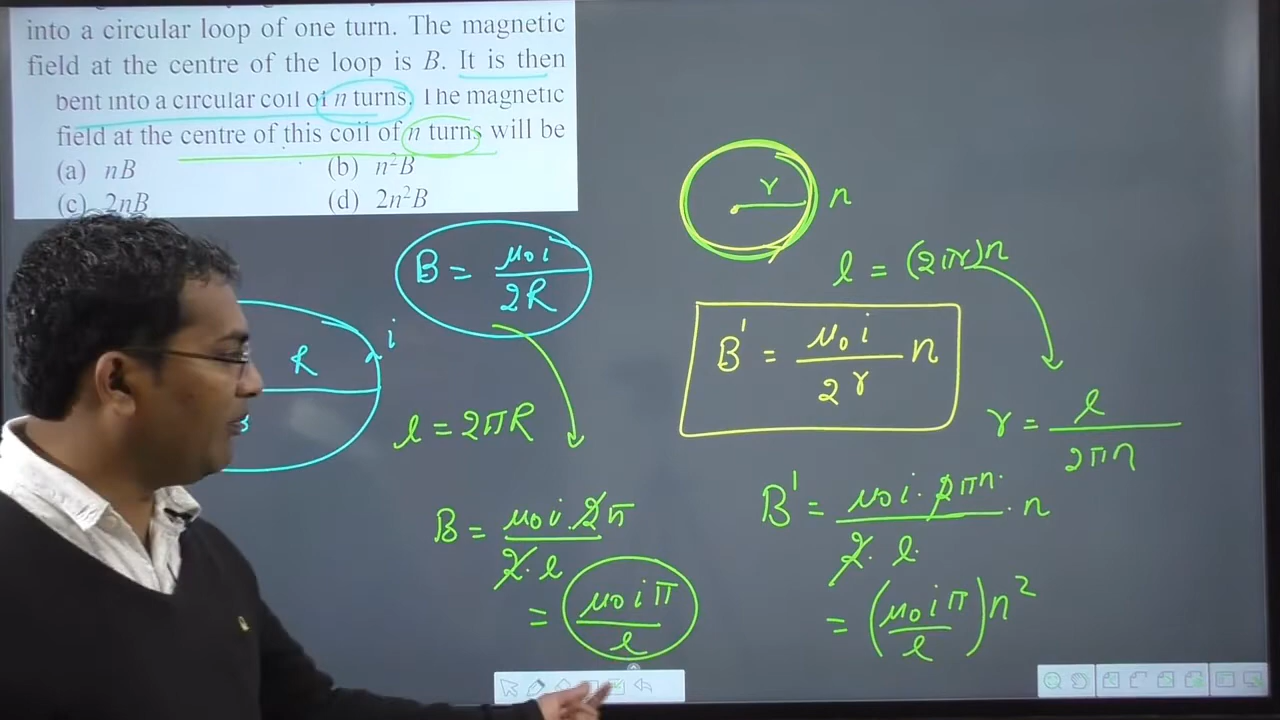 into a circular loop of one turn. The magnetic
field at the centre of the loop is B. It is then
bent into a circular coil of n turns. The magnetic
field at the centre of this coil of n turns will be
(a) nB (b) n²B
(c) 2nB (d) 2n²B
B = μ₀i / 2R
R i
l = 2πR
B = μ₀i·2π / 2·l
= μ₀iπ / l
r n
l = (2πr)n
B' = μ₀i / 2r n
r = l / 2πn
B' = μ₀i·2πn / 2·l · n
= (μ₀iπ / l) n²